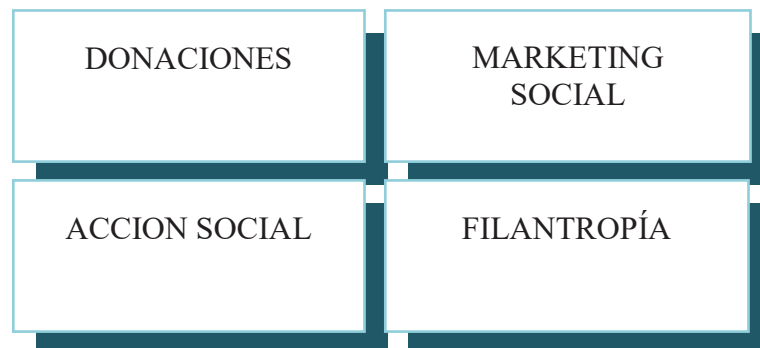 DONACIONES
MARKETING
SOCIAL
ACCION SOCIAL
FILANTROPÍA